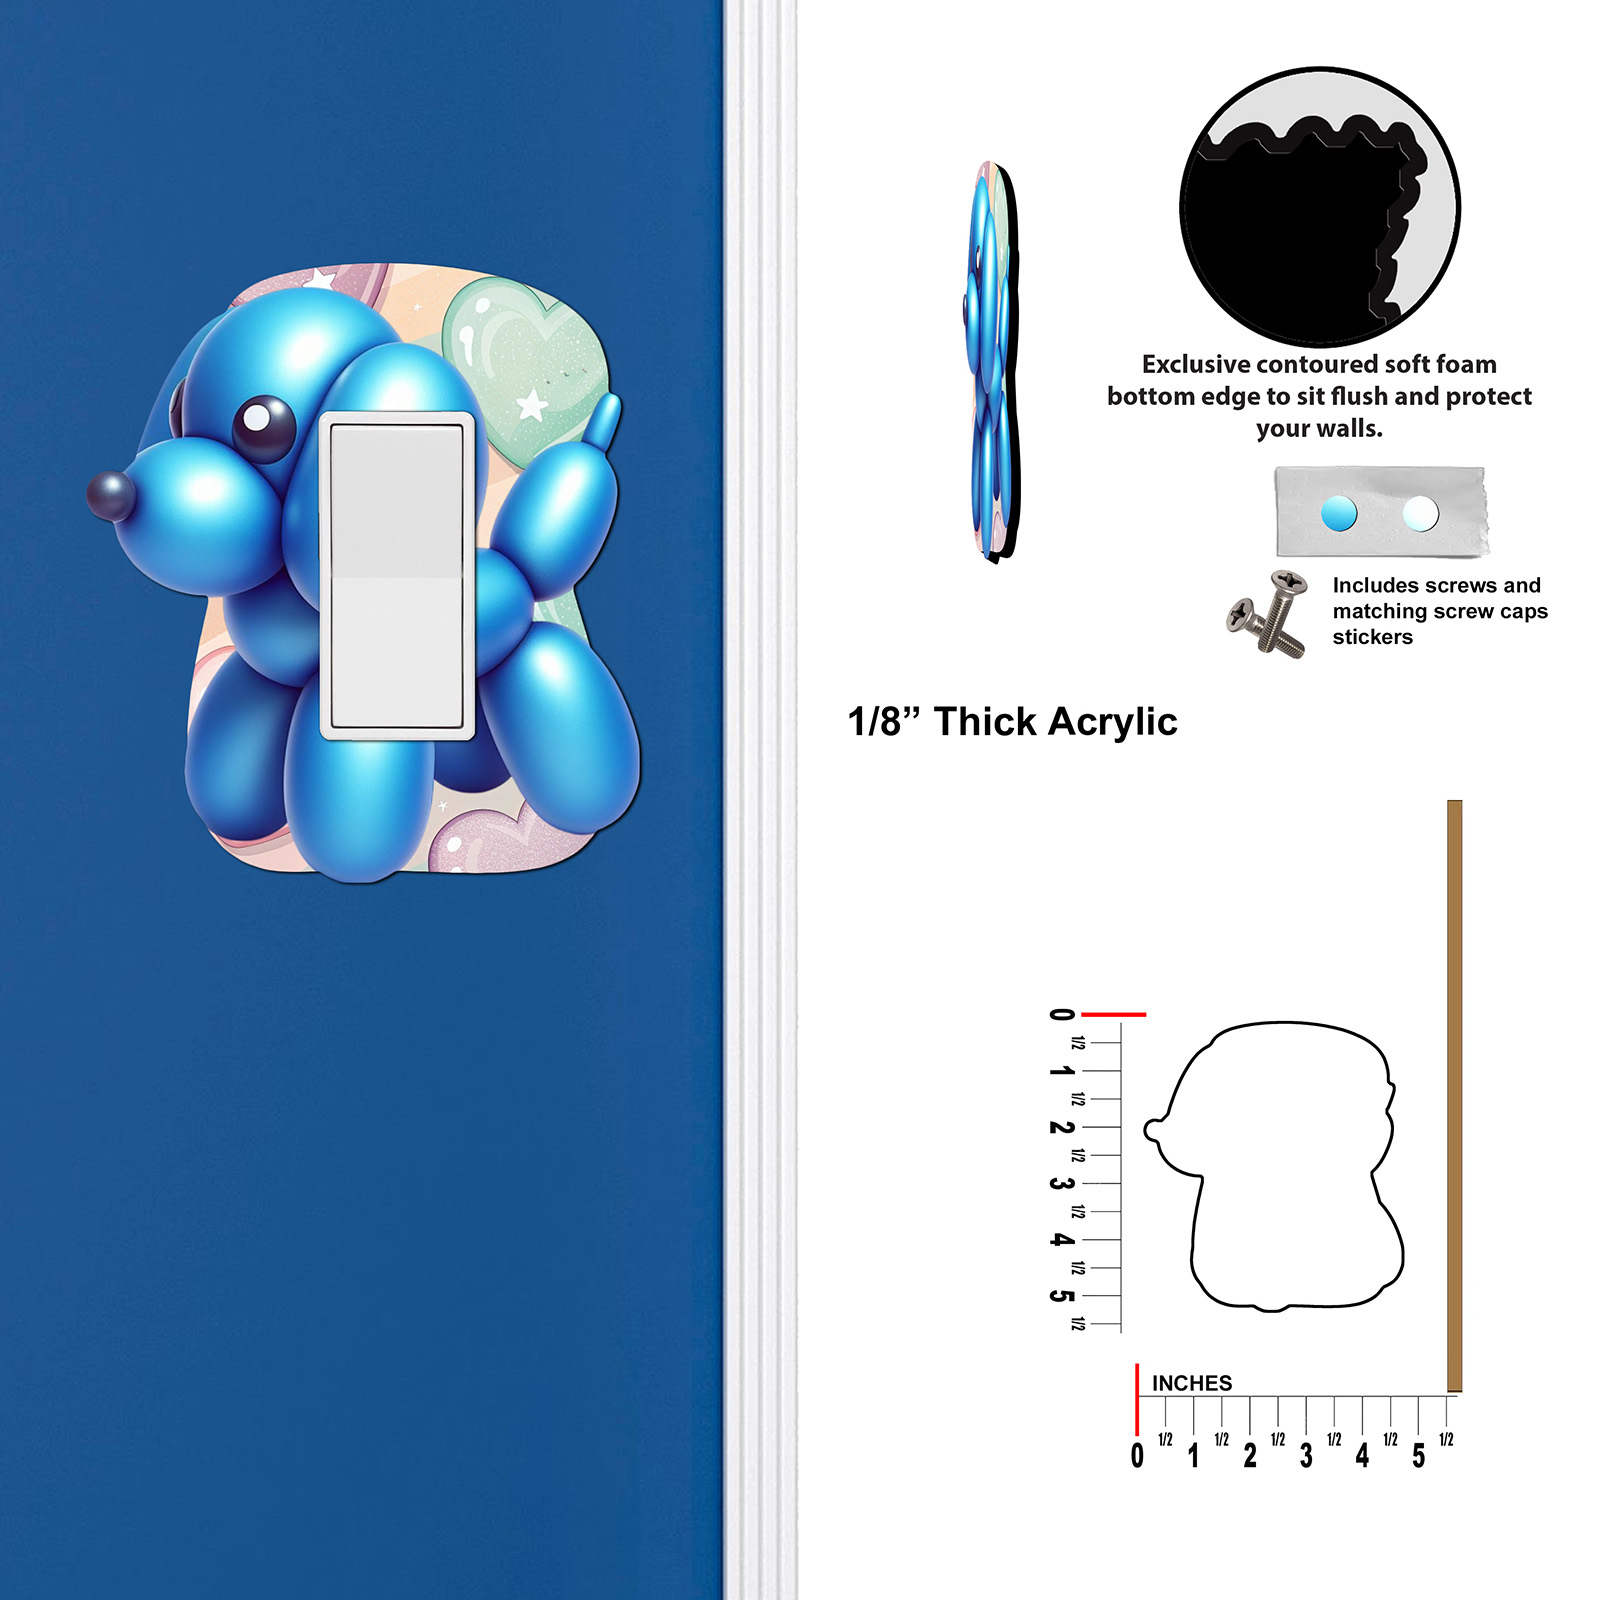 Exclusive contoured soft foam
bottom edge to sit flush and protect
your walls.
Includes screws and
matching screw caps
stickers
1/8” Thick Acrylic
0
1/2
1
1/2
2
1/2
3
1/2
4
1/2
5
1/2
INCHES
0 1/2 1 1/2 2 1/2 3 1/2 4 1/2 5 1/2